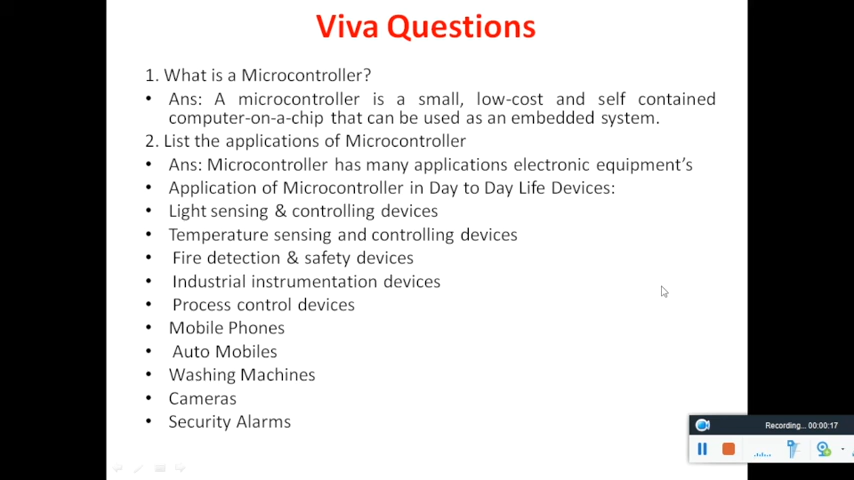 Viva Questions
1. What is a Microcontroller?
• Ans: A microcontroller is a small, low-cost and self contained
computer-on-a-chip that can be used as an embedded system.
2. List the applications of Microcontroller
• Ans: Microcontroller has many applications electronic equipment’s
• Application of Microcontroller in Day to Day Life Devices:
• Light sensing & controlling devices
• Temperature sensing and controlling devices
• Fire detection & safety devices
• Industrial instrumentation devices
• Process control devices
• Mobile Phones
• Auto Mobiles
• Washing Machines
• Cameras
• Security Alarms
Recording... 00:00:17